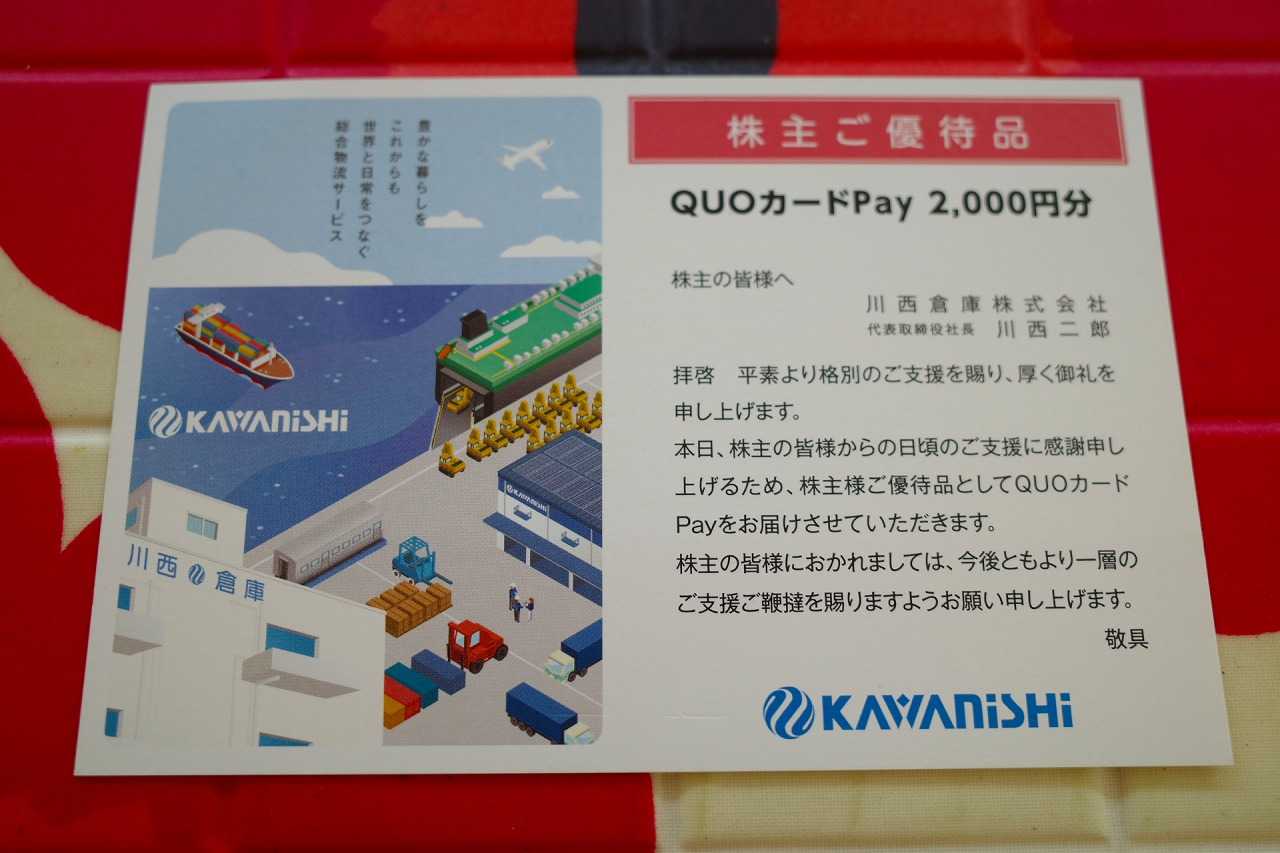 豊かな暮らしを
これからも
世界と日常をつなぐ
総合物流サービス
KAWANiSHi
KAWANiSHi
川西倉庫
株主ご優待品
QUOカードPay 2,000円分
株主の皆様へ
川西倉庫株式会社
代表取締役社長 川西二郎
拝啓 平素より格別のご支援を賜り、厚く御礼を
申し上げます。
本日、株主の皆様からの日頃のご支援に感謝申し
上げるため、株主様ご優待品としてQUOカード
Payをお届けさせていただきます。
株主の皆様におかれましては、今後ともより一層の
ご支援ご鞭撻を賜りますようお願い申し上げます。
敬具
KAWANiSHi